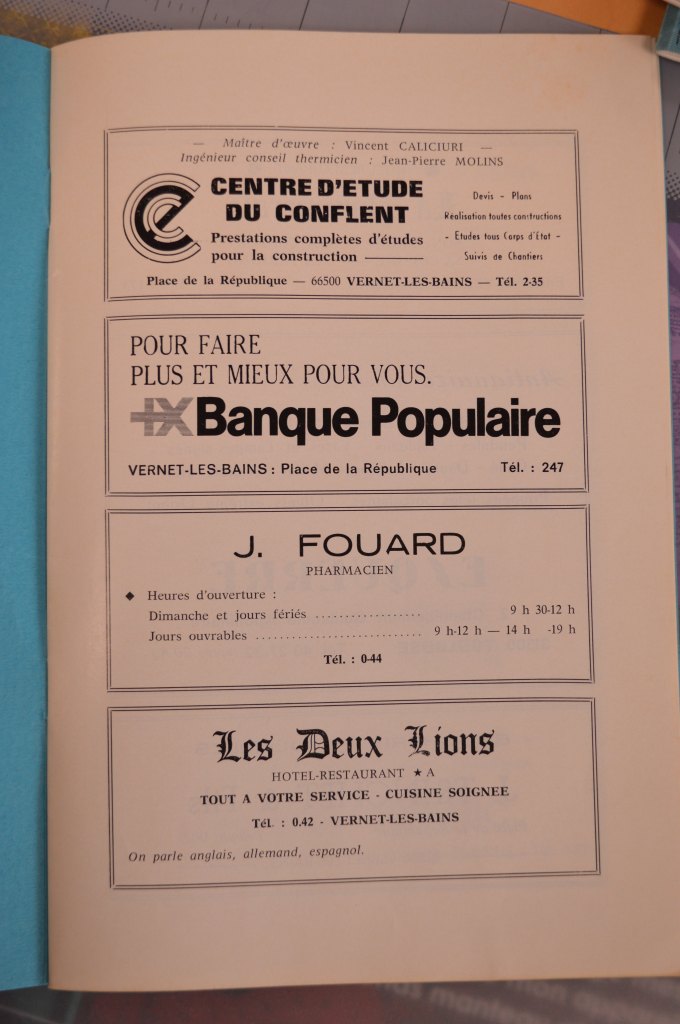 — Maître d'œuvre : Vincent CALICIURI —
Ingénieur conseil thermicien : Jean-Pierre MOLINS
CENTRE D'ETUDE
DU CONFLENT
Prestations complètes d'études
pour la construction
Devis - Plans
Réalisation toutes constructions
- Etudes tous Corps d'Etat -
Suivis de Chantiers
Place de la République — 66500 VERNET-LES-BAINS — Tél. 2-35
POUR FAIRE
PLUS ET MIEUX POUR VOUS.
Banque Populaire
VERNET-LES-BAINS : Place de la République Tél. : 247
J. FOUARD
PHARMACIEN
◆ Heures d'ouverture :
Dimanche et jours fériés ................. 9 h 30-12 h
Jours ouvrables ........................... 9 h-12 h — 14 h -19 h
Tél. : 0-44
Les Deux Lions
HOTEL-RESTAURANT ★ A
TOUT A VOTRE SERVICE - CUISINE SOIGNEE
Tél. : 0.42 - VERNET-LES-BAINS
On parle anglais, allemand, espagnol.